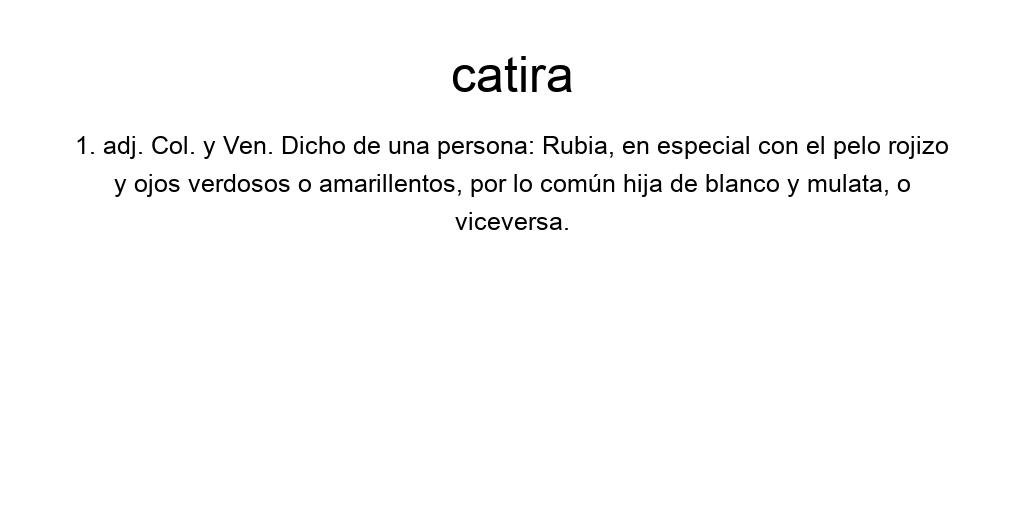 catira
1. adj. Col. y Ven. Dicho de una persona: Rubia, en especial con el pelo rojizo
y ojos verdosos o amarillentos, por lo común hija de blanco y mulata, o
viceversa.